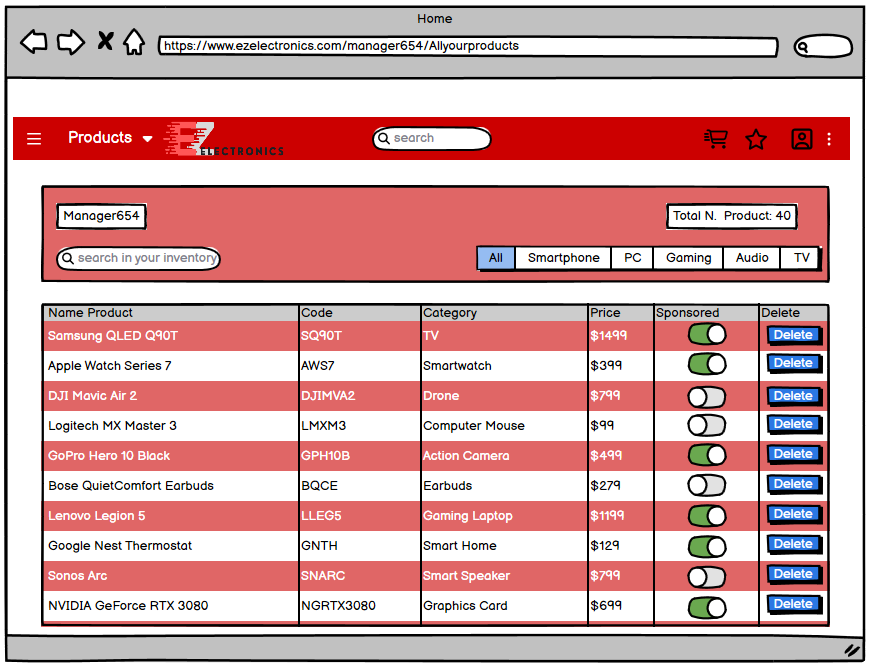 Home
https://www.ezelectronics.com/manager654/Allyourproducts
Products EZ ELECTRONICS search
Manager654 Total N. Product: 40
search in your inventory All Smartphone PC Gaming Audio TV
Name Product Code Category Price Sponsored Delete
Samsung QLED Q90T SQ90T TV $1499 Delete
Apple Watch Series 7 AWS7 Smartwatch $399 Delete
DJI Mavic Air 2 DJIMVA2 Drone $799 Delete
Logitech MX Master 3 LMXM3 Computer Mouse $99 Delete
GoPro Hero 10 Black GPH10B Action Camera $499 Delete
Bose QuietComfort Earbuds BQCE Earbuds $279 Delete
Lenovo Legion 5 LLEG5 Gaming Laptop $1199 Delete
Google Nest Thermostat GNTH Smart Home $129 Delete
Sonos Arc SNARC Smart Speaker $799 Delete
NVIDIA GeForce RTX 3080 NGRTX3080 Graphics Card $699 Delete